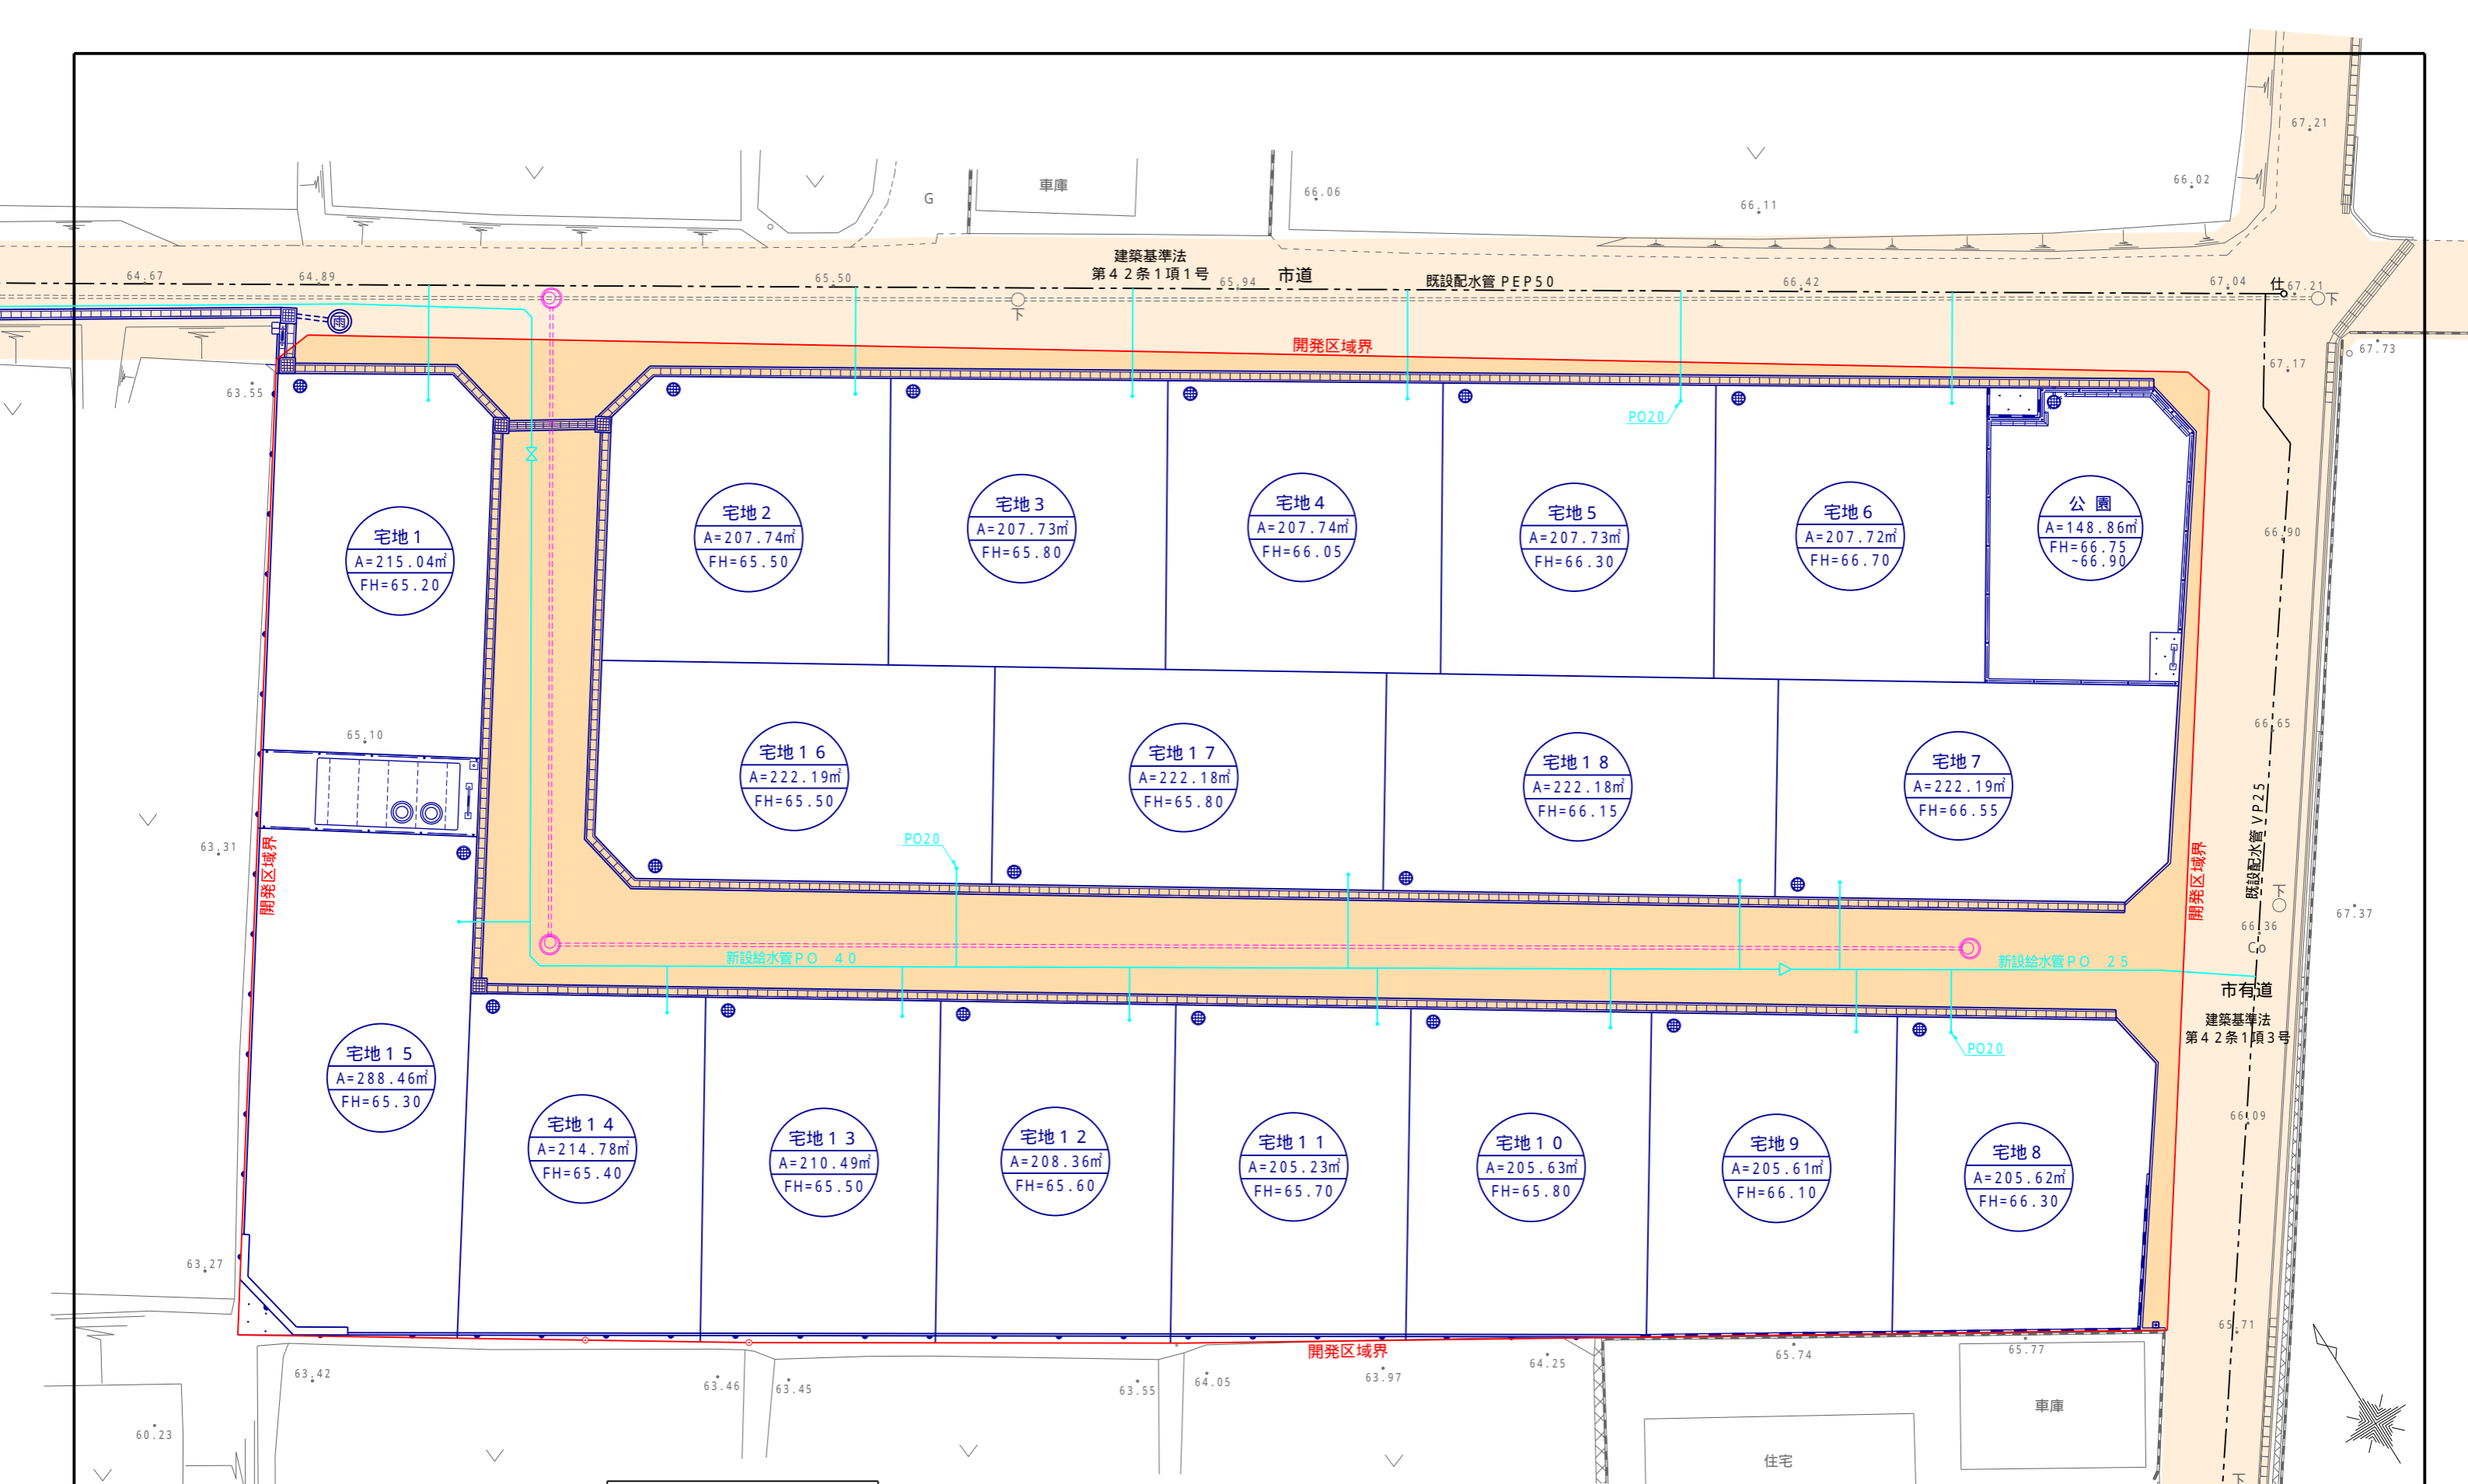 67.21
66.02
車庫
66.06
66.11
G
建築基準法
第42条1項1号
市道
64.67
64.89
65.50
65.94
既設配水管 PEP50
66.42
67.04
仕
67.21
下
下
雨
開発区域界
67.17
67.73
63.55
PO20
宅地1
A=215.04㎡
FH=65.20
宅地2
A=207.74㎡
FH=65.50
宅地3
A=207.73㎡
FH=65.80
宅地4
A=207.74㎡
FH=66.05
宅地5
A=207.73㎡
FH=66.30
宅地6
A=207.72㎡
FH=66.70
公園
A=148.86㎡
FH=66.75
~66.90
66.90
65.10
66.65
宅地16
A=222.19㎡
FH=65.50
宅地17
A=222.18㎡
FH=65.80
宅地18
A=222.18㎡
FH=66.15
宅地7
A=222.19㎡
FH=66.55
既設配水管 VP25
63.31
開発区域界
PO20
開発区域界
下
67.37
66.36
Co
新設給水管PO 40
新設給水管PO 25
市有道
建築基準法
第42条1項3号
PO20
宅地15
A=288.46㎡
FH=65.30
宅地14
A=214.78㎡
FH=65.40
宅地13
A=210.49㎡
FH=65.50
宅地12
A=208.36㎡
FH=65.60
宅地11
A=205.23㎡
FH=65.70
宅地10
A=205.63㎡
FH=65.80
宅地9
A=205.61㎡
FH=66.10
宅地8
A=205.62㎡
FH=66.30
66.09
63.27
65.71
開発区域界
63.42
63.46
63.45
63.55
64.05
63.97
64.25
65.74
65.77
60.23
車庫
住宅
下